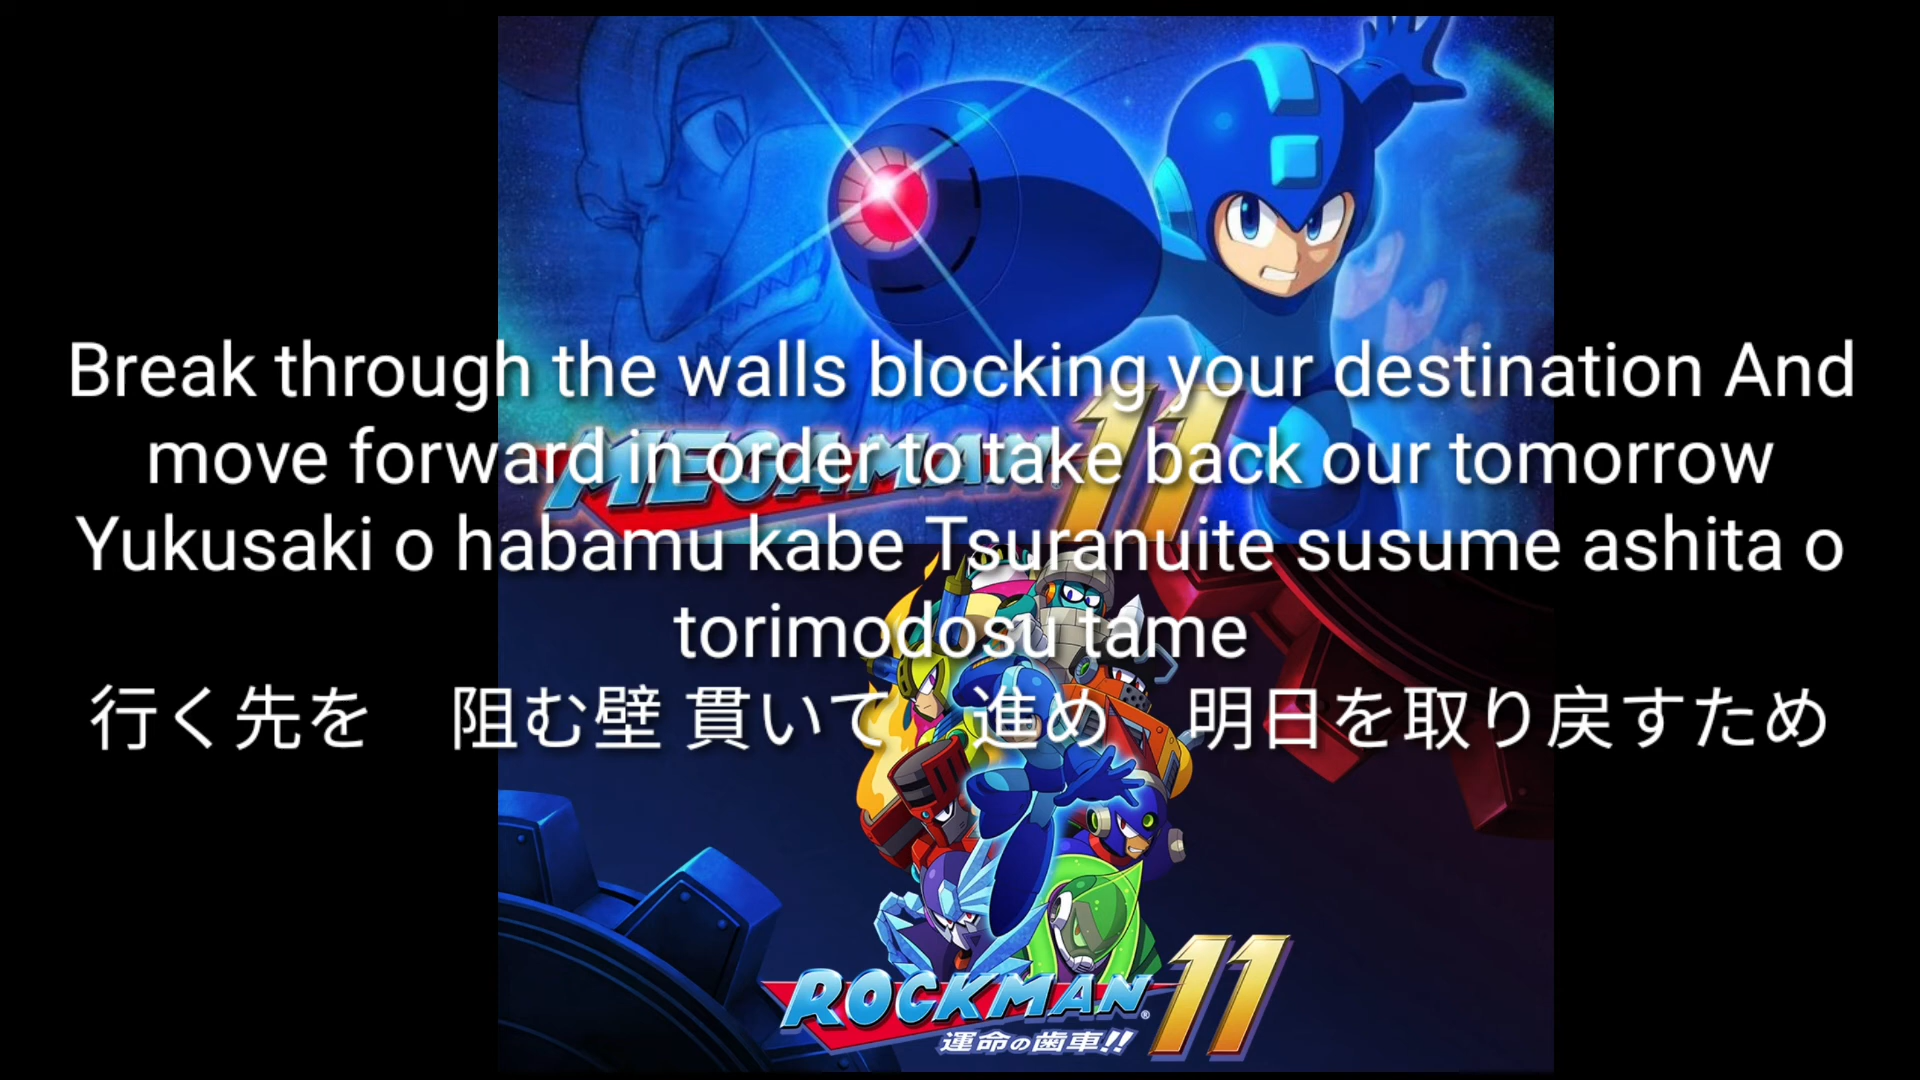 Break through the walls blocking your destination And
move forward in order to take back our tomorrow
Yukusaki o habamu kabe Tsuranuite susume ashita o
torimodosu tame
行く先を　阻む壁 貫いて　進め　明日を取り戻すため
MEGAMAN 11
ROCKMAN® 11
運命の歯車!!